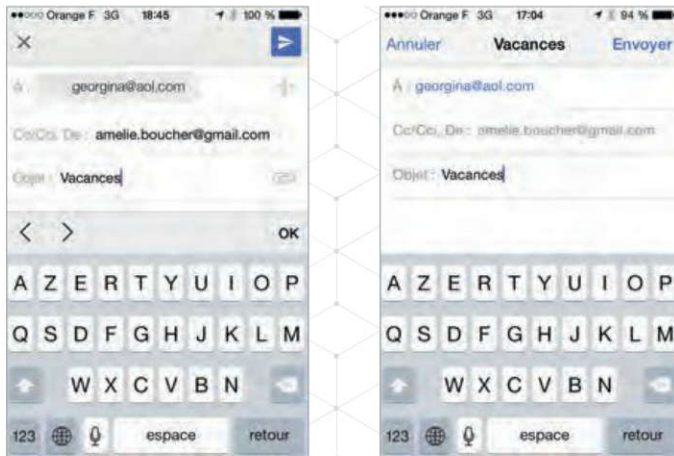 Orange F 3G 18:45 100 %
À : georgina@aol.com
Cc/Cci, De : amelie.boucher@gmail.com
Objet : Vacances
OK
A Z E R T Y U I O P
Q S D F G H J K L M
W X C V B N
123 espace retour
Orange F 3G 17:04 94 %
Annuler Vacances Envoyer
À : georgina@aol.com
Cc/Cci, De : amelie.boucher@gmail.com
Objet : Vacances
A Z E R T Y U I O P
Q S D F G H J K L M
W X C V B N
123 espace retour